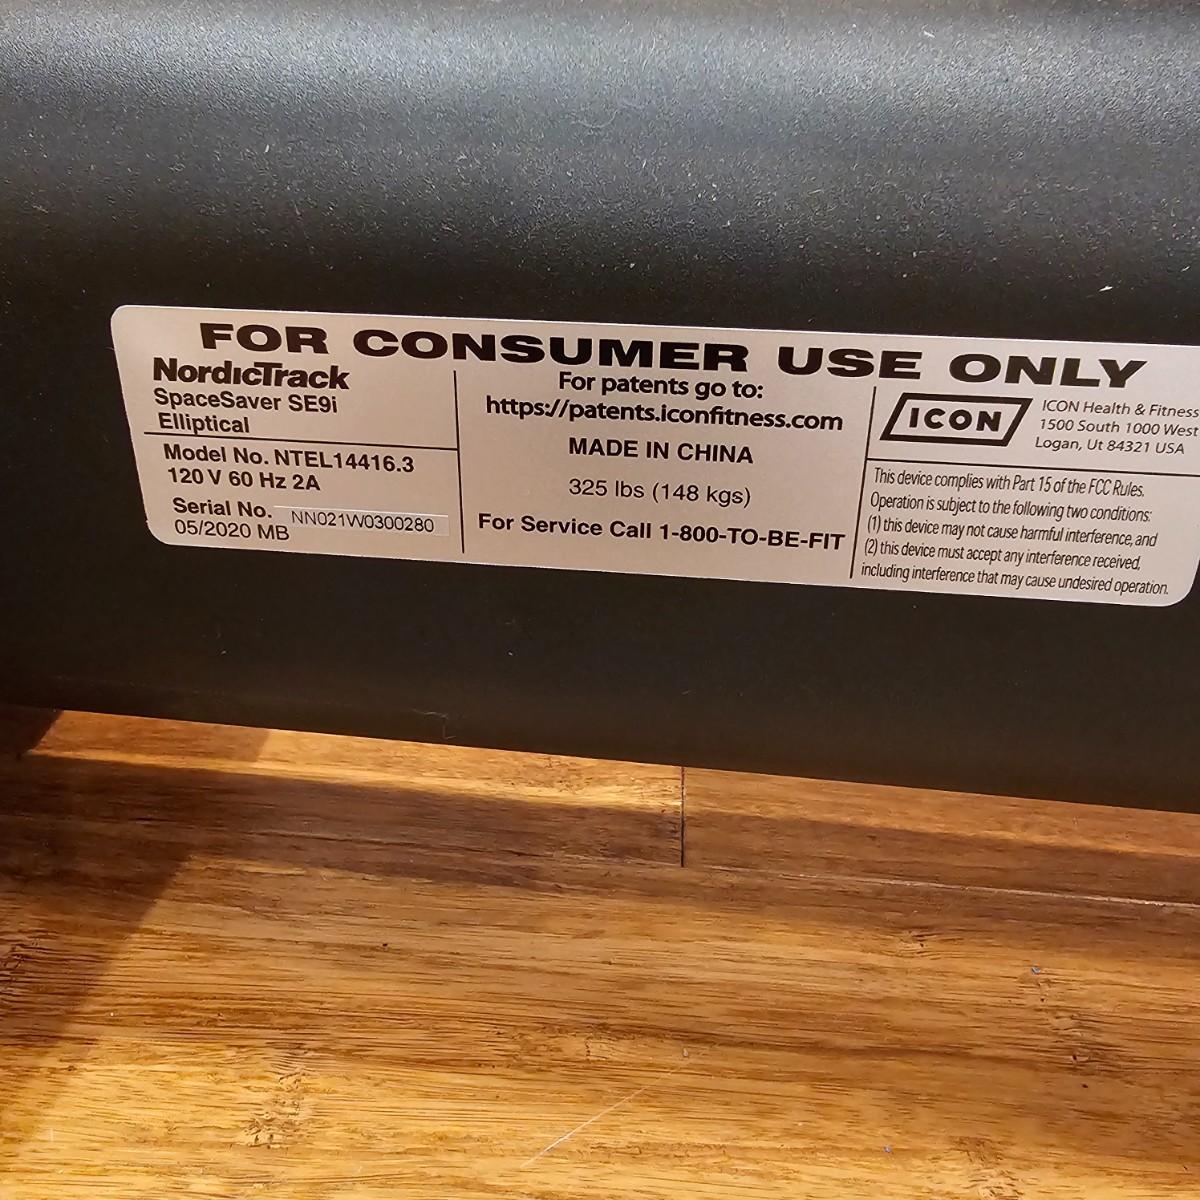 FOR CONSUMER USE ONLY
NordicTrack
SpaceSaver SE9i
Elliptical
Model No. NTEL14416.3
120 V 60 Hz 2A
Serial No. NN021W0300280
05/2020 MB
For patents go to:
https://patents.iconfitness.com
MADE IN CHINA
325 lbs (148 kgs)
For Service Call 1-800-TO-BE-FIT
ICON
ICON Health & Fitness
1500 South 1000 West
Logan, Ut 84321 USA
This device complies with Part 15 of the FCC Rules.
Operation is subject to the following two conditions:
(1) this device may not cause harmful interference, and
(2) this device must accept any interference received,
including interference that may cause undesired operation.